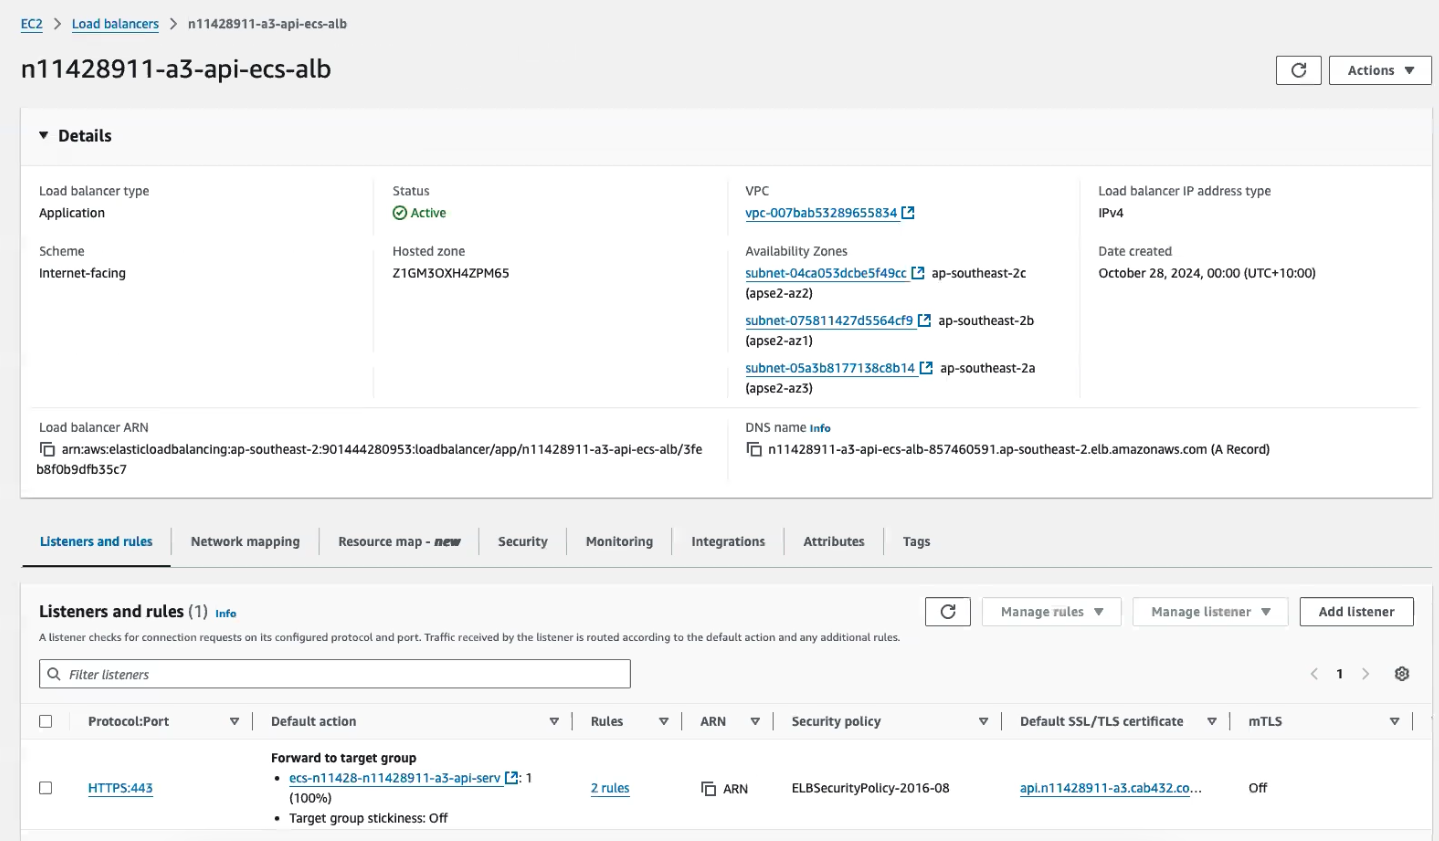 EC2 > Load balancers > n11428911-a3-api-ecs-alb
n11428911-a3-api-ecs-alb
Actions
Details
Load balancer type
Application
Status
Active
VPC
vpc-007bab53289655834
Load balancer IP address type
IPv4
Scheme
Internet-facing
Hosted zone
Z1GM3OXH4ZPM65
Availability Zones
subnet-04ca053dcbe5f49cc ap-southeast-2c
(apse2-az2)
subnet-075811427d5564cf9 ap-southeast-2b
(apse2-az1)
subnet-05a3b8177138c8b14 ap-southeast-2a
(apse2-az3)
Date created
October 28, 2024, 00:00 (UTC+10:00)
Load balancer ARN
arn:aws:elasticloadbalancing:ap-southeast-2:901444280953:loadbalancer/app/n11428911-a3-api-ecs-alb/3fe
b8f0b9dfb35c7
DNS name Info
n11428911-a3-api-ecs-alb-857460591.ap-southeast-2.elb.amazonaws.com (A Record)
Listeners and rules Network mapping Resource map - new Security Monitoring Integrations Attributes Tags
Listeners and rules (1) Info
Manage rules Manage listener Add listener
A listener checks for connection requests on its configured protocol and port. Traffic received by the listener is routed according to the default action and any additional rules.
Filter listeners
1
Protocol:Port Default action Rules ARN Security policy Default SSL/TLS certificate mTLS
HTTPS:443
Forward to target group
• ecs-n11428-n11428911-a3-api-serv : 1
(100%)
• Target group stickiness: Off
2 rules
ARN
ELBSecurityPolicy-2016-08
api.n11428911-a3.cab432.co...
Off